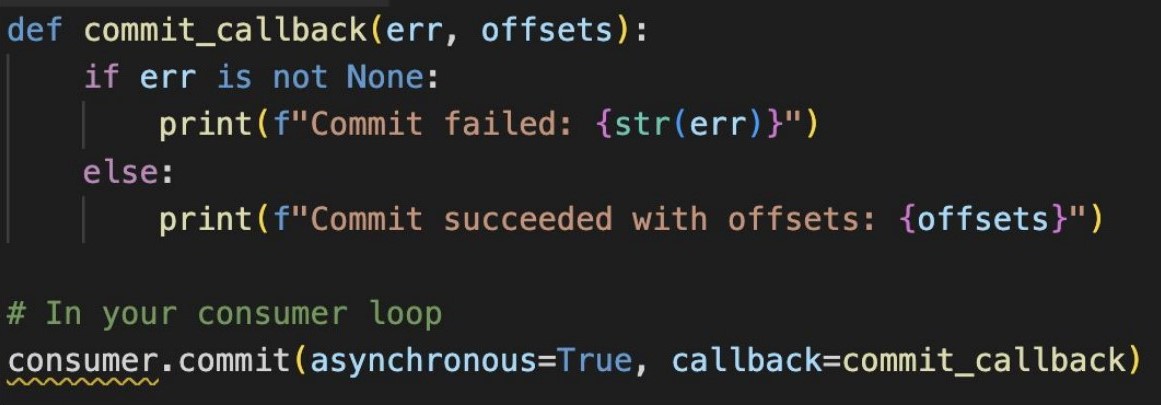 def commit_callback(err, offsets):
    if err is not None:
        print(f"Commit failed: {str(err)}")
    else:
        print(f"Commit succeeded with offsets: {offsets}")

# In your consumer loop
consumer.commit(asynchronous=True, callback=commit_callback)